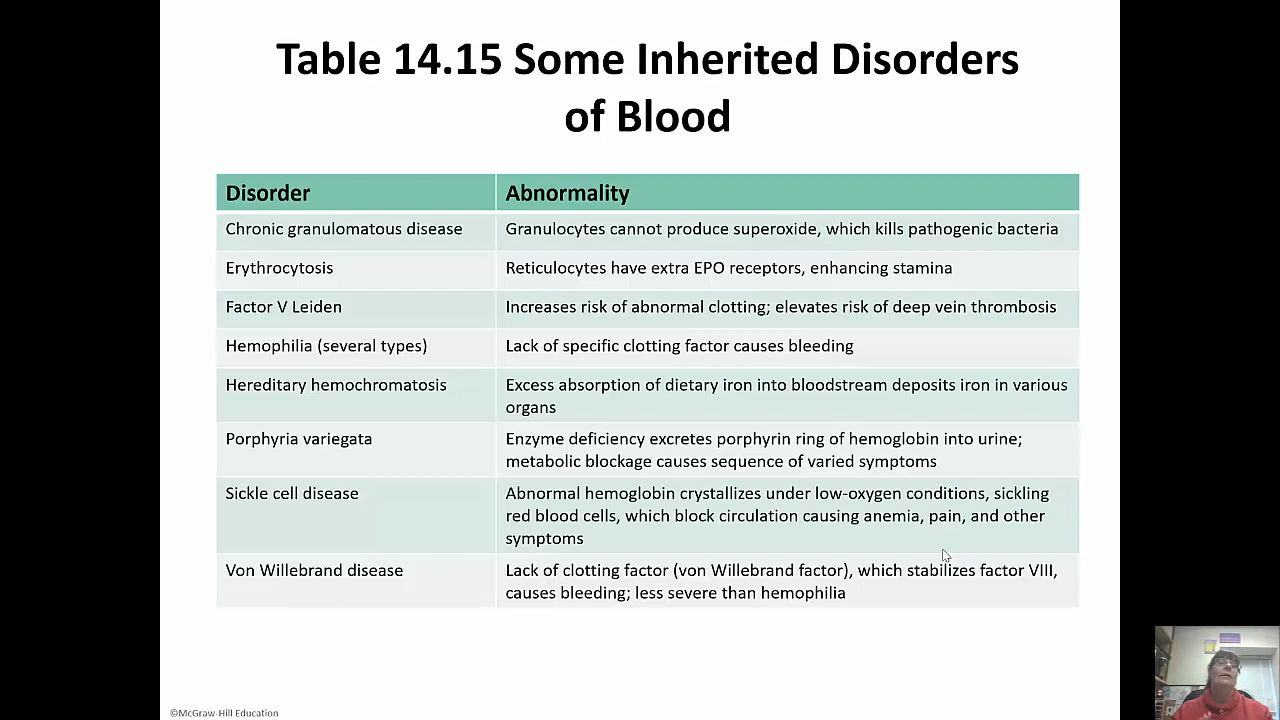 Table 14.15 Some Inherited Disorders
of Blood
Disorder
Abnormality
Chronic granulomatous disease
Granulocytes cannot produce superoxide, which kills pathogenic bacteria
Erythrocytosis
Reticulocytes have extra EPO receptors, enhancing stamina
Factor V Leiden
Increases risk of abnormal clotting; elevates risk of deep vein thrombosis
Hemophilia (several types)
Lack of specific clotting factor causes bleeding
Hereditary hemochromatosis
Excess absorption of dietary iron into bloodstream deposits iron in various
organs
Porphyria variegata
Enzyme deficiency excretes porphyrin ring of hemoglobin into urine;
metabolic blockage causes sequence of varied symptoms
Sickle cell disease
Abnormal hemoglobin crystallizes under low-oxygen conditions, sickling
red blood cells, which block circulation causing anemia, pain, and other
symptoms
Von Willebrand disease
Lack of clotting factor (von Willebrand factor), which stabilizes factor VIII,
causes bleeding; less severe than hemophilia
©McGraw-Hill Education